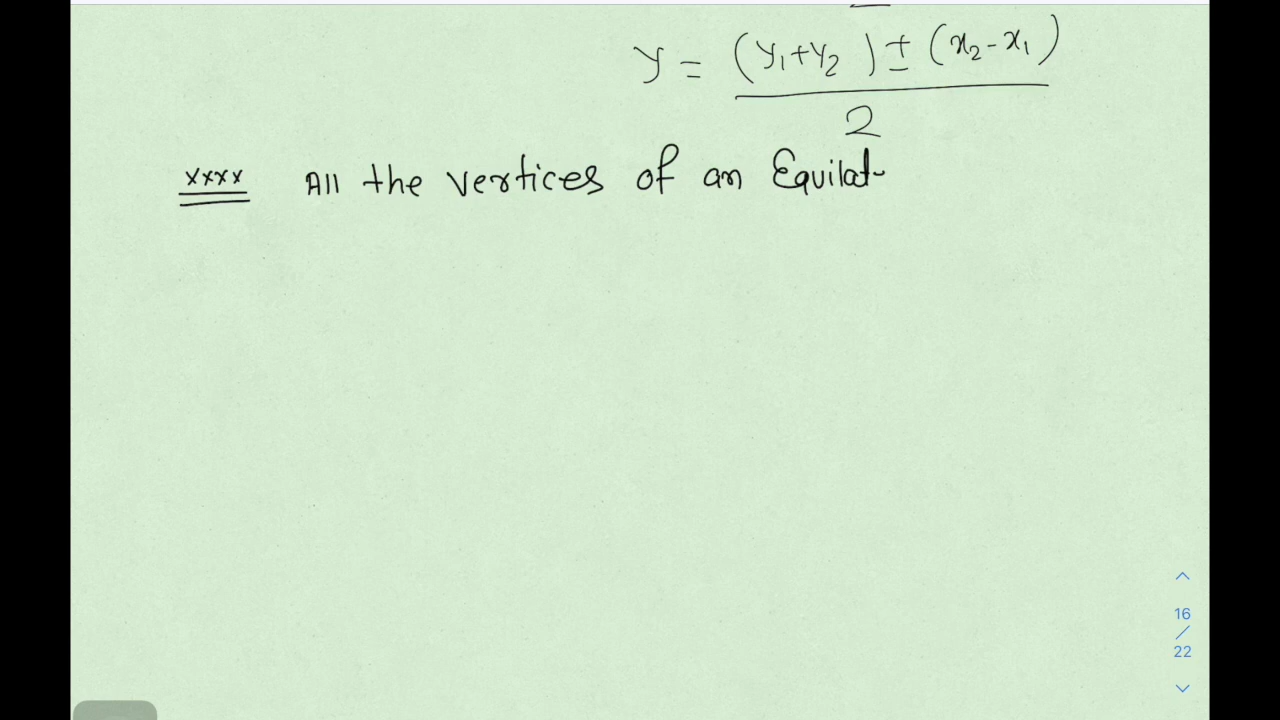 y = (y₁+y₂) ± (x₂-x₁)
2
xxxx All the vertices of an Equilat-
16
/
22